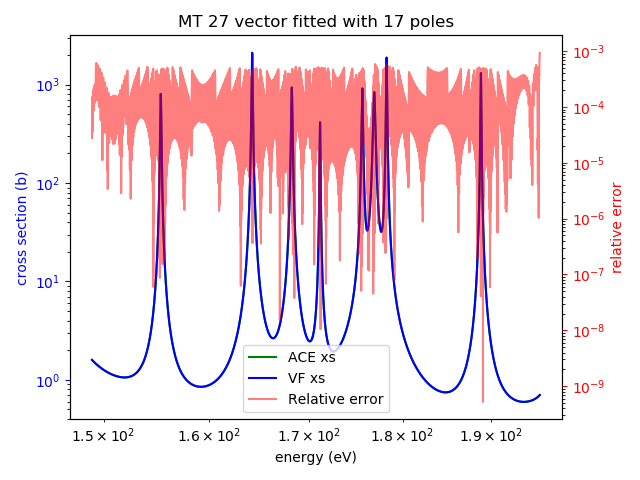 MT 27 vector fitted with 17 poles
cross section (b)
10³
10²
10¹
10⁰
10⁻³
10⁻⁴
10⁻⁵
10⁻⁶
10⁻⁷
10⁻⁸
10⁻⁹
relative error
ACE xs
VF xs
Relative error
1.5 × 10² 1.6 × 10² 1.7 × 10² 1.8 × 10² 1.9 × 10²
energy (eV)